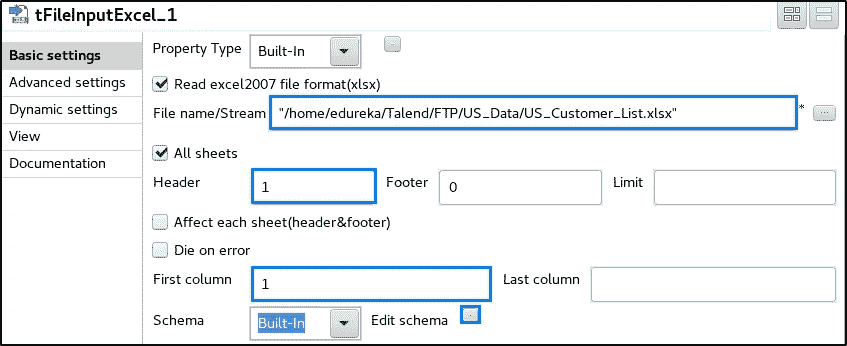 tFileInputExcel_1
Basic settings
Advanced settings
Dynamic settings
View
Documentation
Property Type Built-In
Read excel2007 file format(xlsx)
File name/Stream "/home/edureka/Talend/FTP/US_Data/US_Customer_List.xlsx" *
All sheets
Header 1 Footer 0 Limit
Affect each sheet(header&footer)
Die on error
First column 1 Last column
Schema Built-In Edit schema